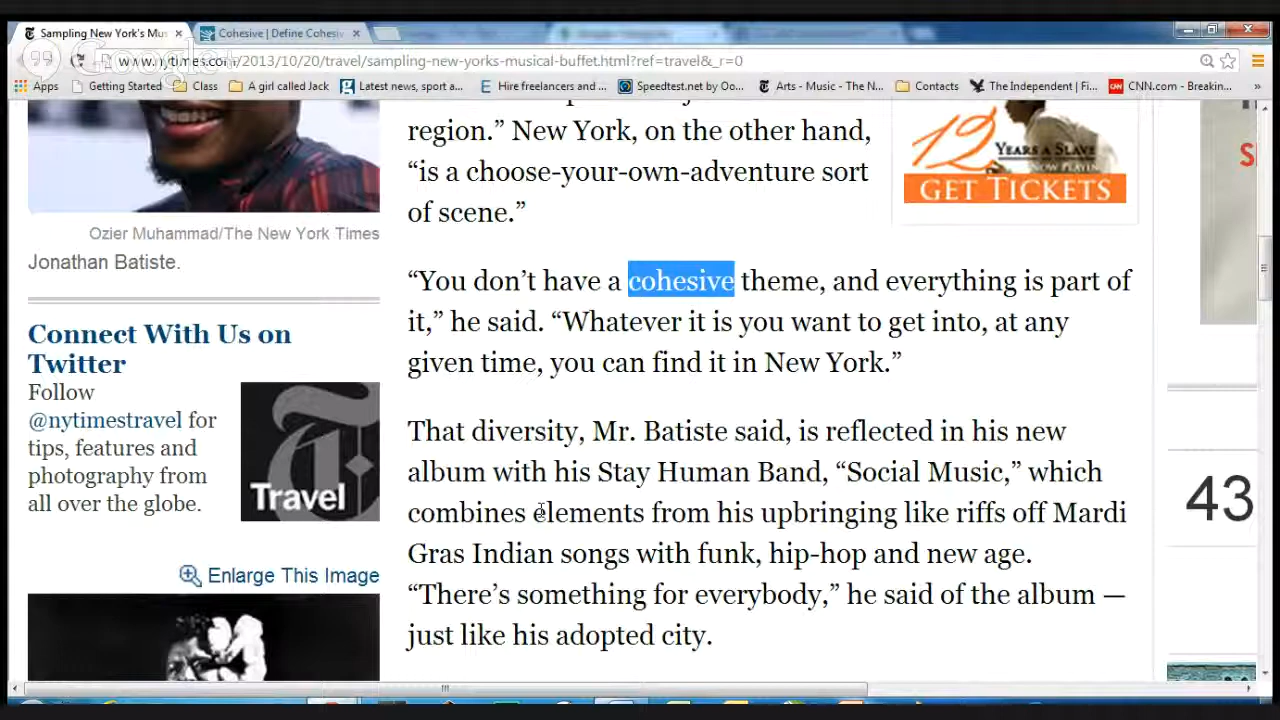 Sampling New York's Mus
Cohesive | Define Cohesiv
Google+
www.nytimes.com/2013/10/20/travel/sampling-new-yorks-musical-buffet.html?ref=travel&_r=0
Apps
Getting Started
Class
A girl called Jack
Latest news, sport a...
Hire freelancers and ...
Speedtest.net by Oo...
Arts - Music - The N...
Contacts
The Independent | Fi...
CNN.com - Breakin...
»
region.” New York, on the other hand,
“is a choose-your-own-adventure sort
of scene.”
12 YEARS A SLAVE
NOW PLAYING
GET TICKETS
S
Ozier Muhammad/The New York Times
Jonathan Batiste.
“You don’t have a cohesive theme, and everything is part of
it,” he said. “Whatever it is you want to get into, at any
given time, you can find it in New York.”
Connect With Us on
Twitter
Follow
@nytimestravel for
tips, features and
photography from
all over the globe.
T
Travel
That diversity, Mr. Batiste said, is reflected in his new
album with his Stay Human Band, “Social Music,” which
combines elements from his upbringing like riffs off Mardi
Gras Indian songs with funk, hip-hop and new age.
“There’s something for everybody,” he said of the album —
just like his adopted city.
43
Enlarge This Image